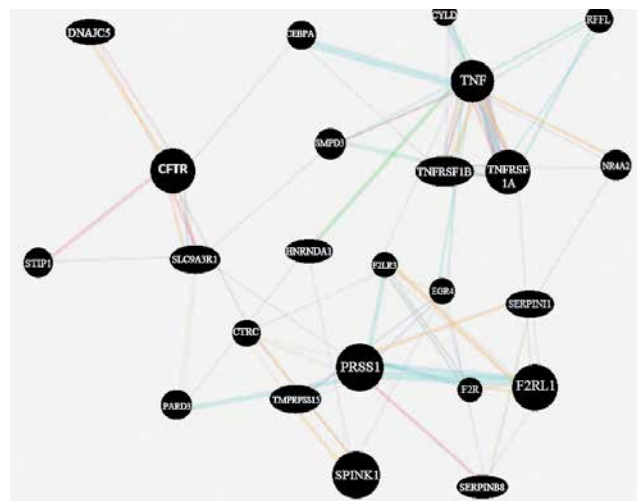 CYLD
RFFL
DNAJC5
CEBPA
TNF
SMPD3
CFTR
TNFRSF1B
TNFRSF
1A
NR4A2
STIP1
SLC9A3R1
HNRNDA1
F2LR3
EGR4
SERPINI1
CTRC
PRSS1
F2R
F2RL1
PARD3
TMPRPSS15
SPINK1
SERPINB8